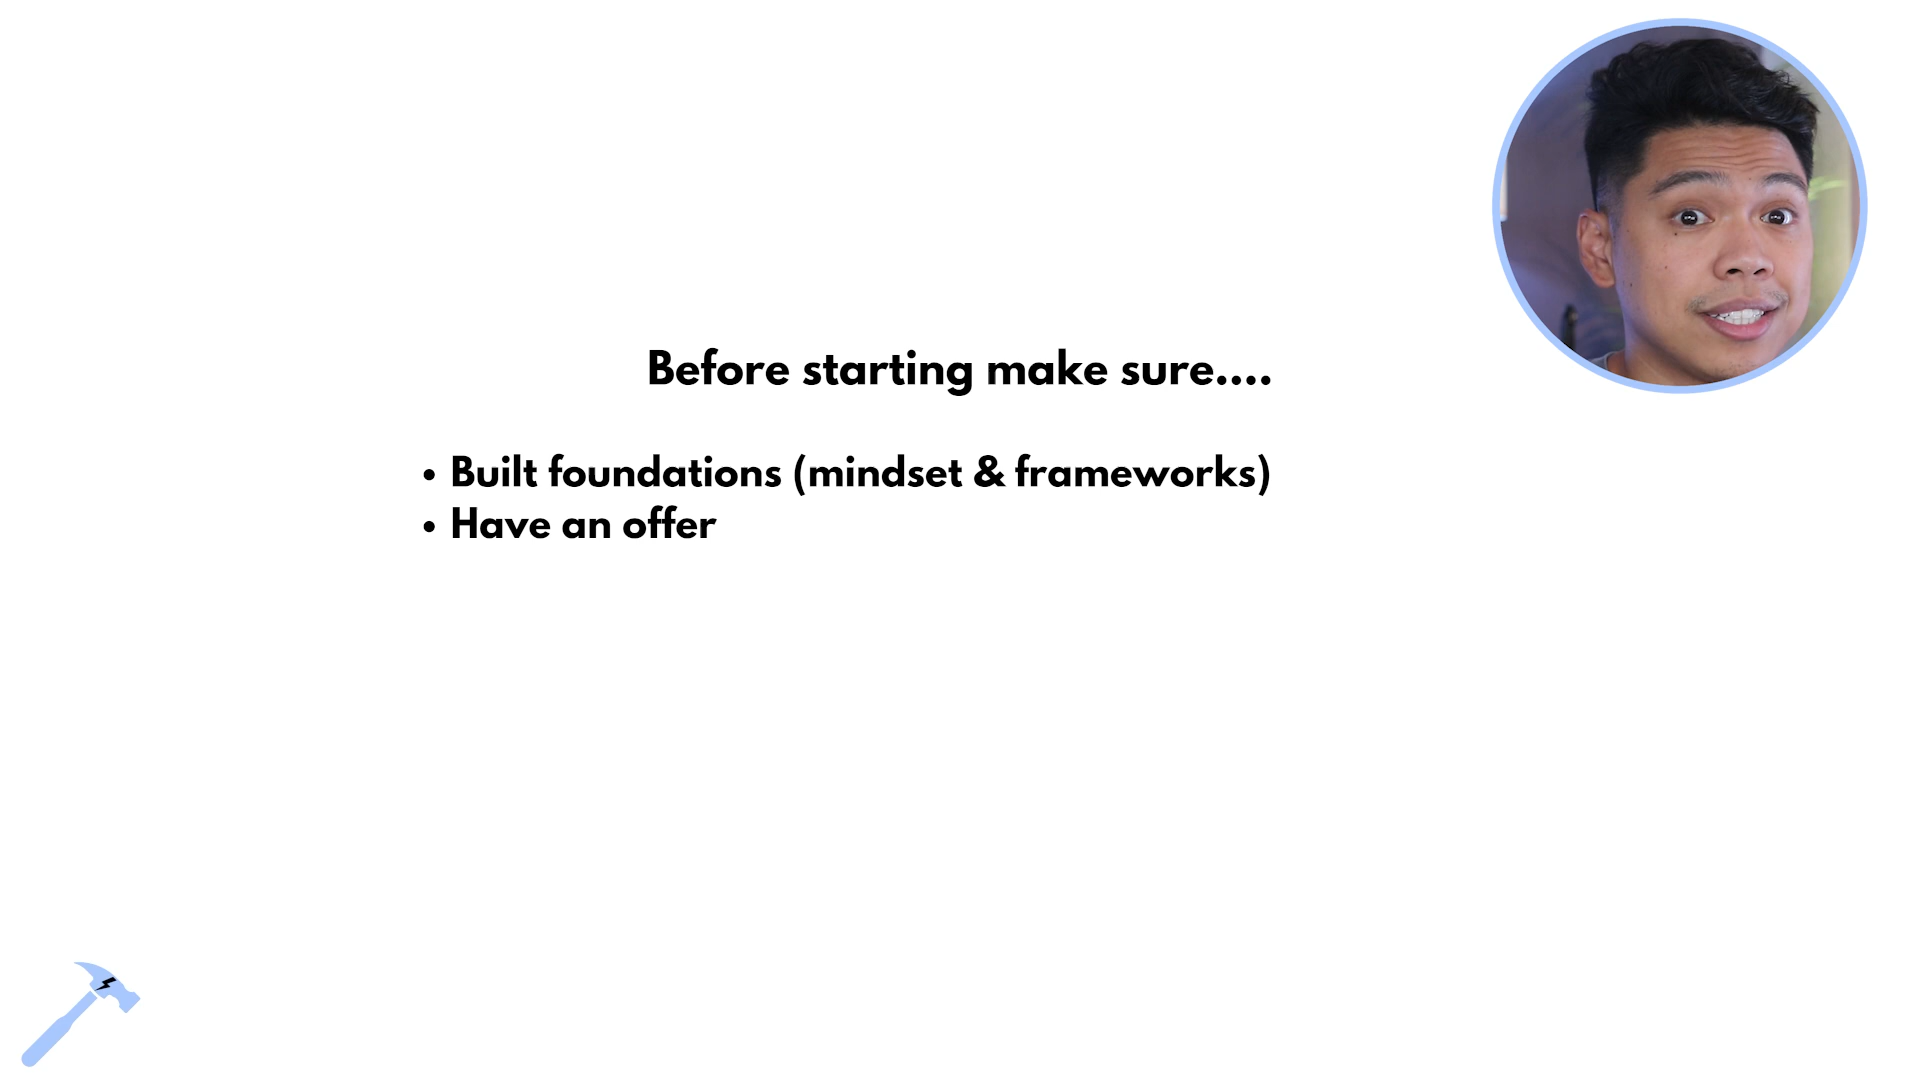 Before starting make sure....
• Built foundations (mindset & frameworks)
• Have an offer